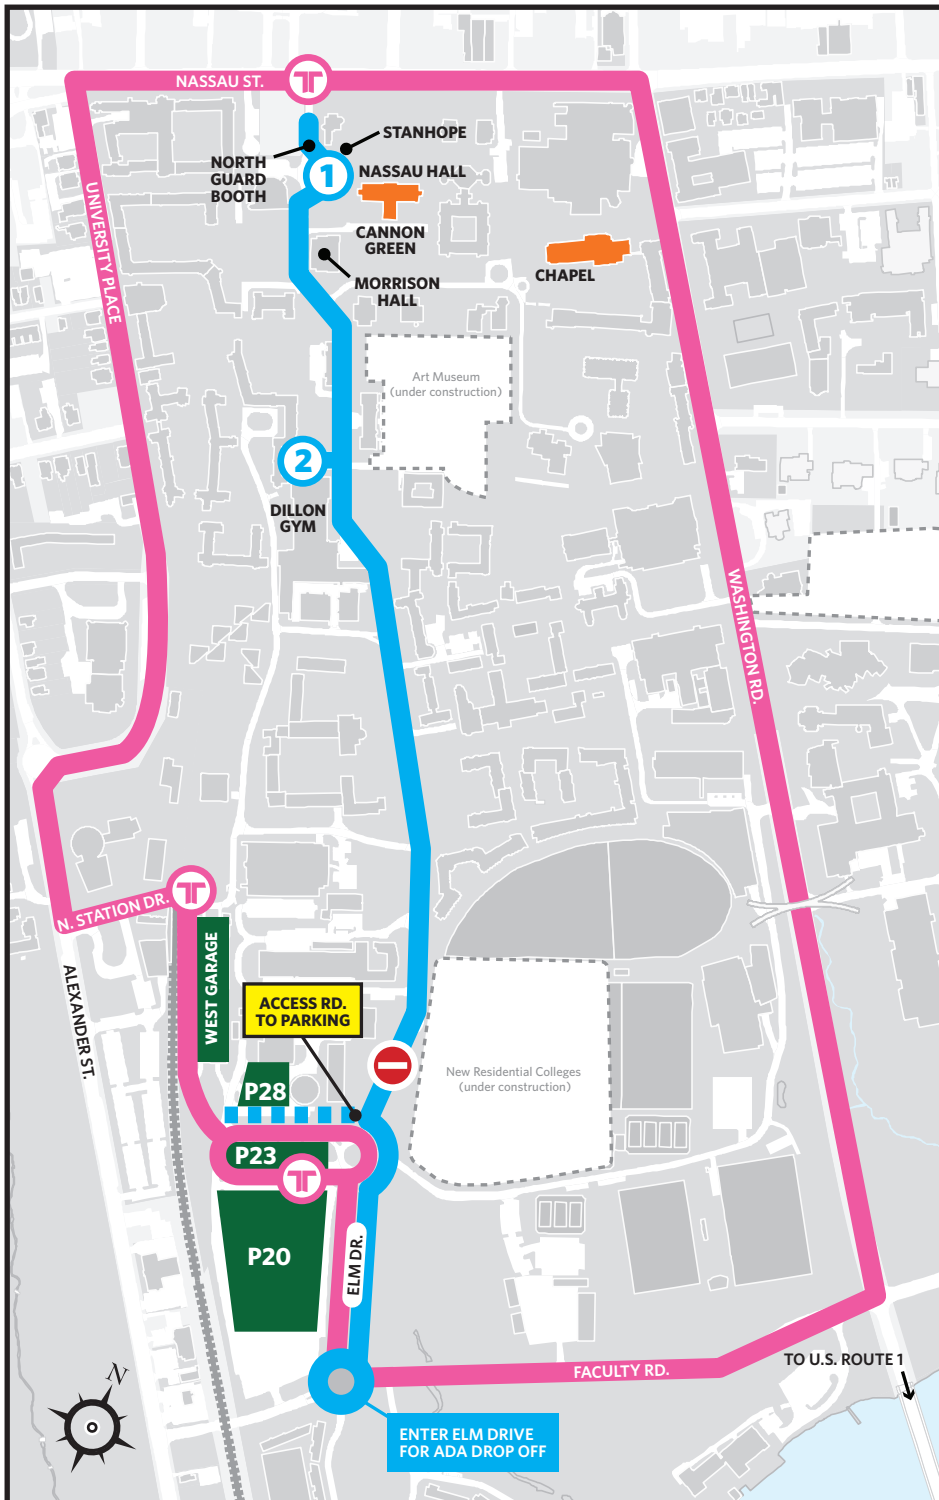 NASSAU ST.
STANHOPE
NORTH
GUARD
BOOTH
1
NASSAU HALL
CANNON
GREEN
CHAPEL
MORRISON
HALL
UNIVERSITY PLACE
Art Museum
(under construction)
2
DILLON
GYM
WASHINGTON RD.
N. STATION DR.
WEST GARAGE
ALEXANDER ST.
ACCESS RD.
TO PARKING
New Residential Colleges
(under construction)
P28
P23
P20
ELM DR.
FACULTY RD.
TO U.S. ROUTE 1
N
ENTER ELM DRIVE
FOR ADA DROP OFF